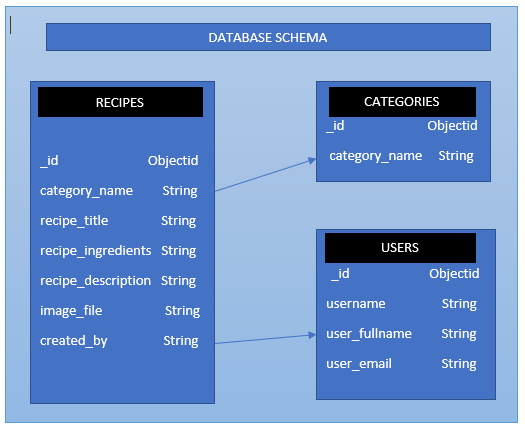 DATABASE SCHEMA
RECIPES
_id Objectid
category_name String
recipe_title String
recipe_ingredients String
recipe_description String
image_file String
created_by String
CATEGORIES
_id Objectid
category_name String
USERS
_id Objectid
username String
user_fullname String
user_email String